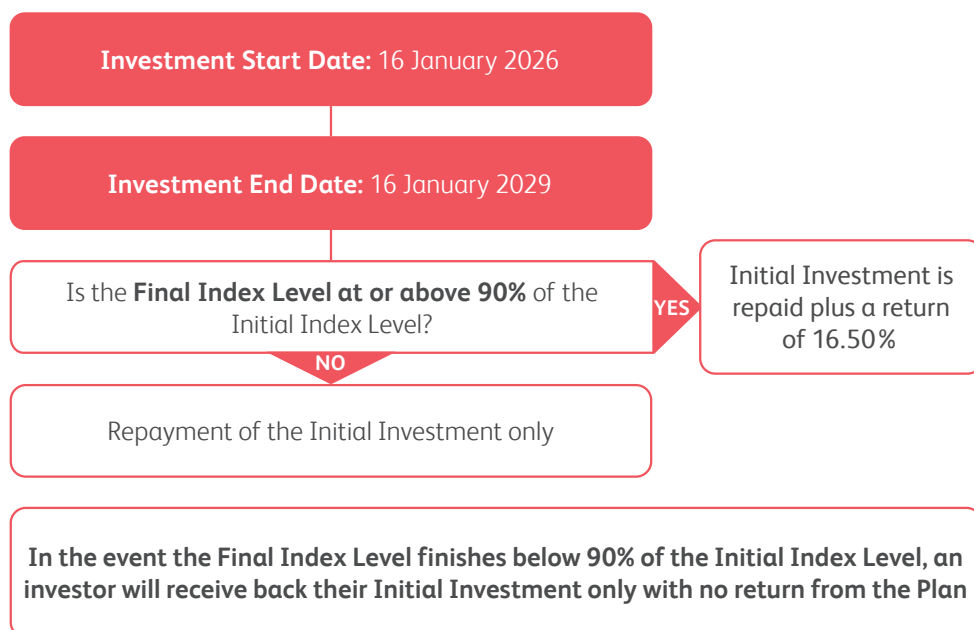 Investment Start Date: 16 January 2026
Investment End Date: 16 January 2029
Is the Final Index Level at or above 90% of the
Initial Index Level?
YES
Initial Investment is
repaid plus a return
of 16.50%
NO
Repayment of the Initial Investment only
In the event the Final Index Level finishes below 90% of the Initial Index Level, an
investor will receive back their Initial Investment only with no return from the Plan